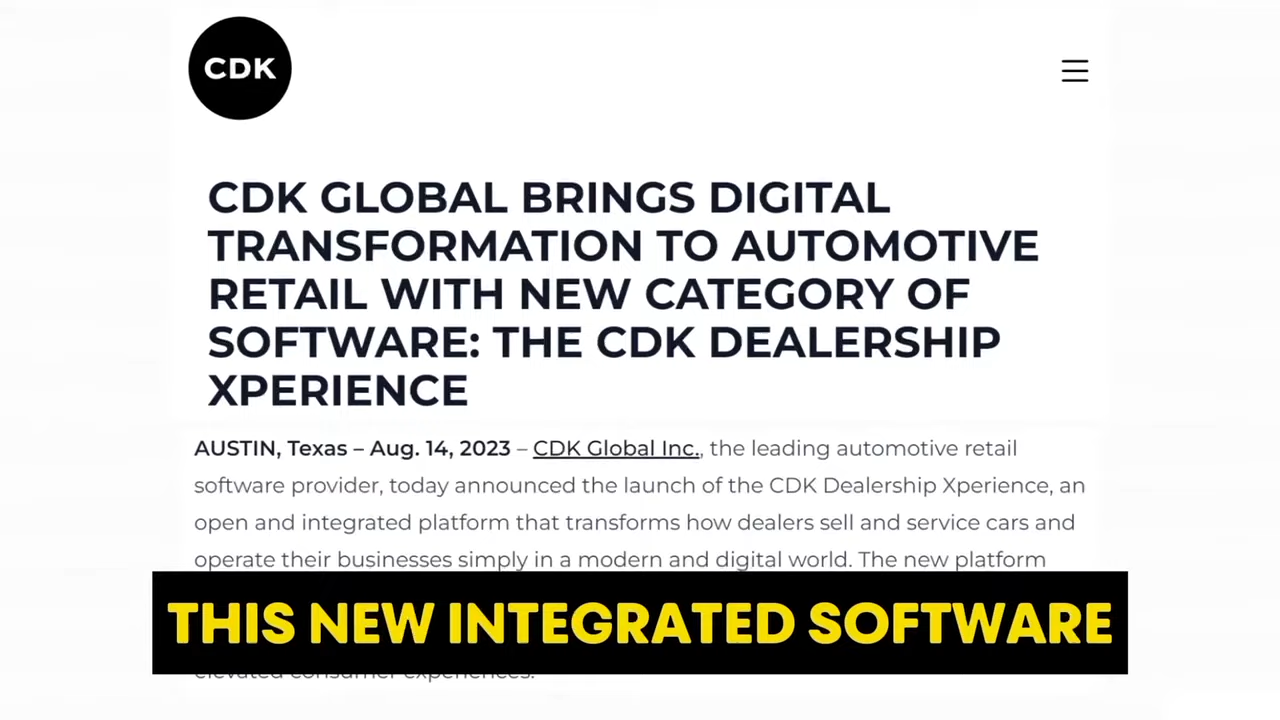 CDK
CDK GLOBAL BRINGS DIGITAL
TRANSFORMATION TO AUTOMOTIVE
RETAIL WITH NEW CATEGORY OF
SOFTWARE: THE CDK DEALERSHIP
XPERIENCE
AUSTIN, Texas – Aug. 14, 2023 – CDK Global Inc., the leading automotive retail
software provider, today announced the launch of the CDK Dealership Xperience, an
open and integrated platform that transforms how dealers sell and service cars and
operate their businesses simply in a modern and digital world. The new platform
THIS NEW INTEGRATED SOFTWARE
elevated consumer experiences.